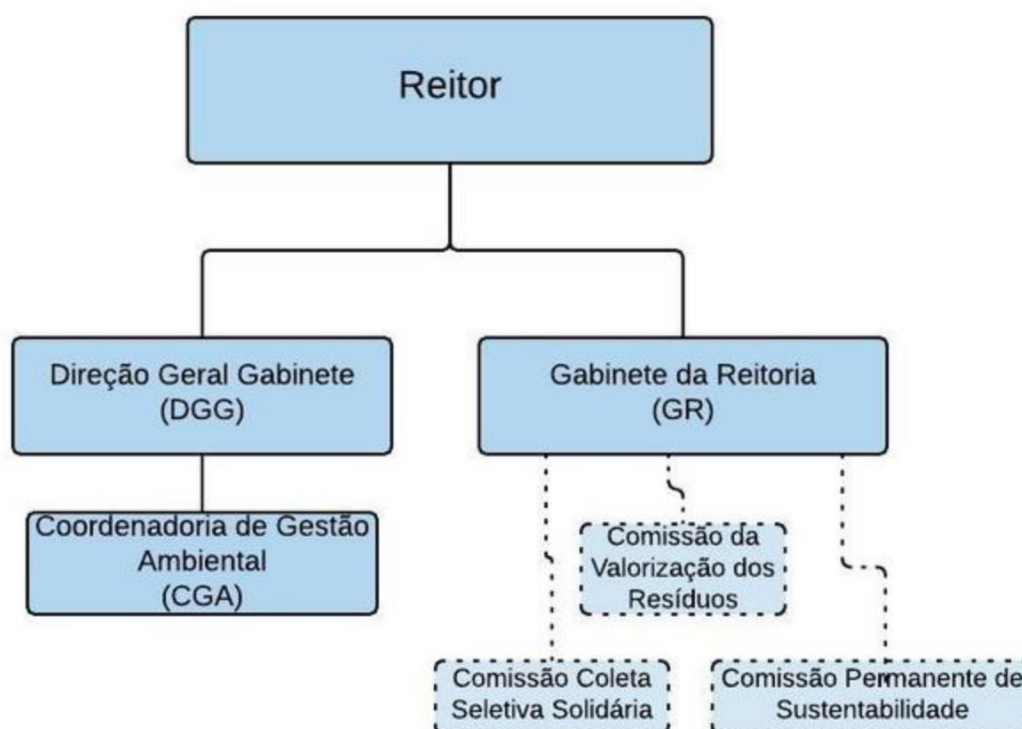 Reitor
Direção Geral Gabinete
(DGG)
Gabinete da Reitoria
(GR)
Coordenadoria de Gestão
Ambiental
(CGA)
Comissão da
Valorização dos
Resíduos
Comissão Coleta
Seletiva Solidária
Comissão Permanente de
Sustentabilidade